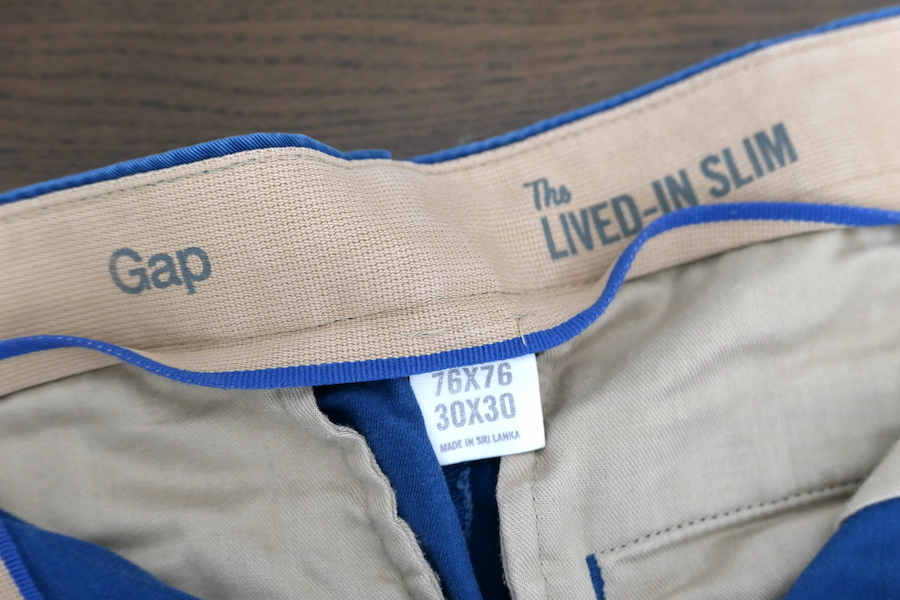 Gap
The
LIVED-IN SLIM
76X76
30X30
MADE IN SRI LANKA